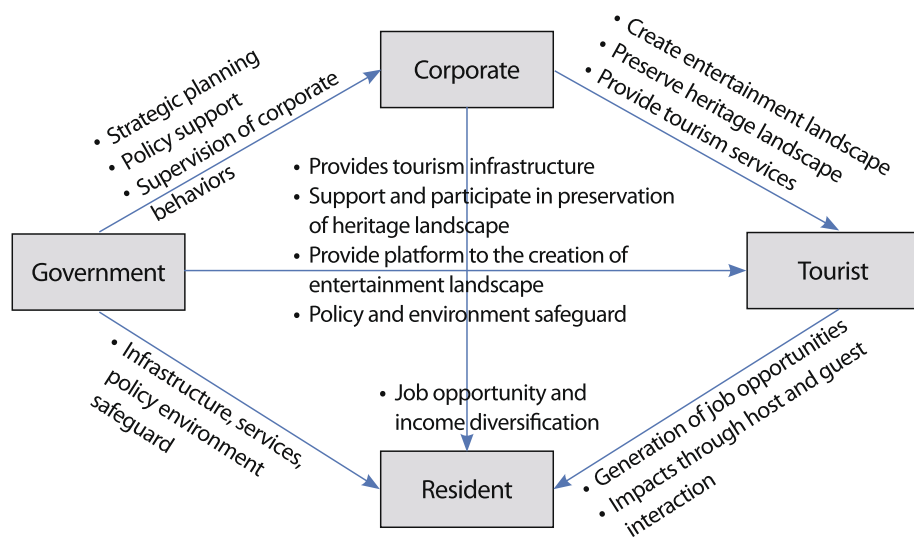 Corporate
• Strategic planning
• Policy support
• Supervision of corporate
behaviors
• Create entertainment landscape
• Preserve heritage landscape
• Provide tourism services
• Provides tourism infrastructure
• Support and participate in preservation
of heritage landscape
• Provide platform to the creation of
entertainment landscape
• Policy and environment safeguard
Government
Tourist
• Infrastructure, services,
policy environment
safeguard
• Job opportunity and
income diversification
• Generation of job opportunities
• Impacts through host and guest
interaction
Resident